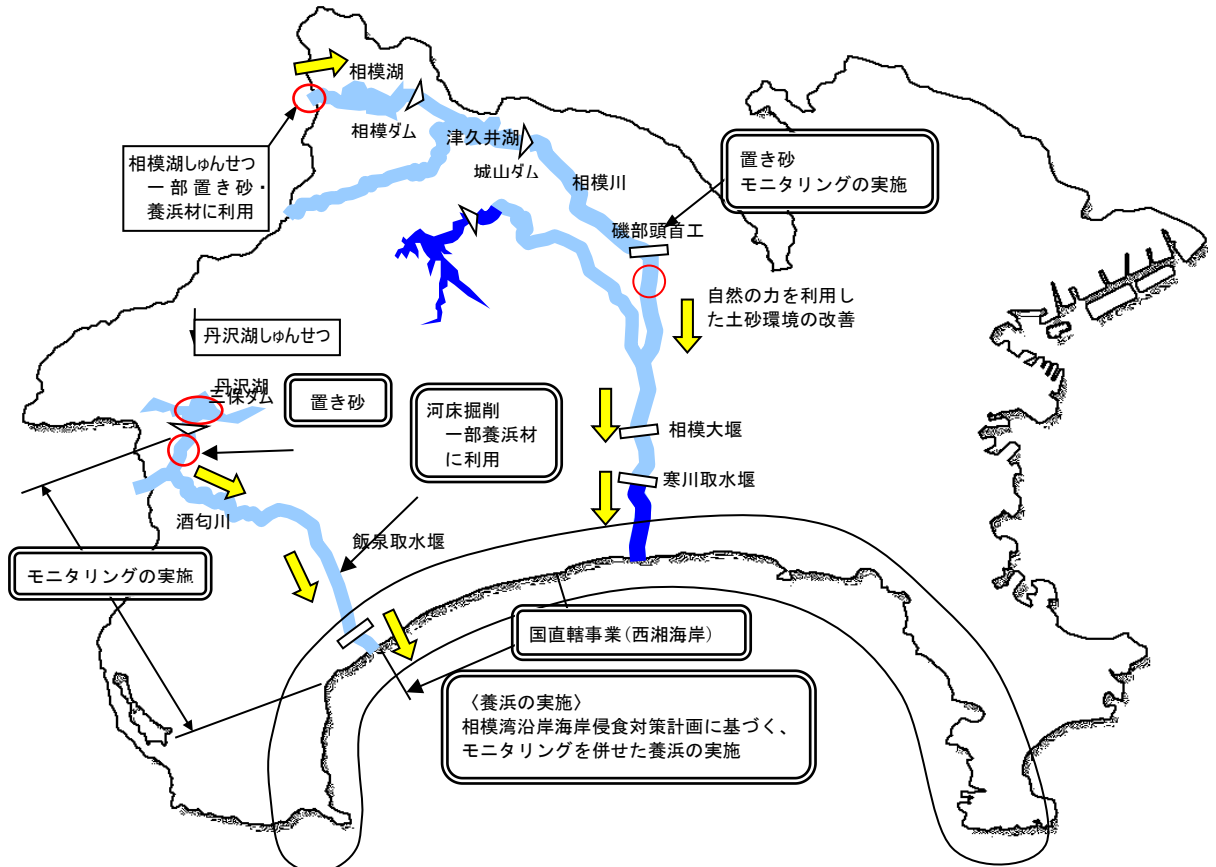 相模湖
相模ダム
津久井湖
城山ダム
相模川
相模湖しゅんせつ
一部置き砂・
養浜材に利用
置き砂
モニタリングの実施
磯部頭首工
自然の力を利用し
た土砂環境の改善
丹沢湖しゅんせつ
丹沢湖
三保ダム
置き砂
河床掘削
一部養浜材
に利用
相模大堰
寒川取水堰
酒匂川
飯泉取水堰
モニタリングの実施
国直轄事業(西湘海岸)
〈養浜の実施〉
相模湾沿岸海岸侵食対策計画に基づく、
モニタリングを併せた養浜の実施